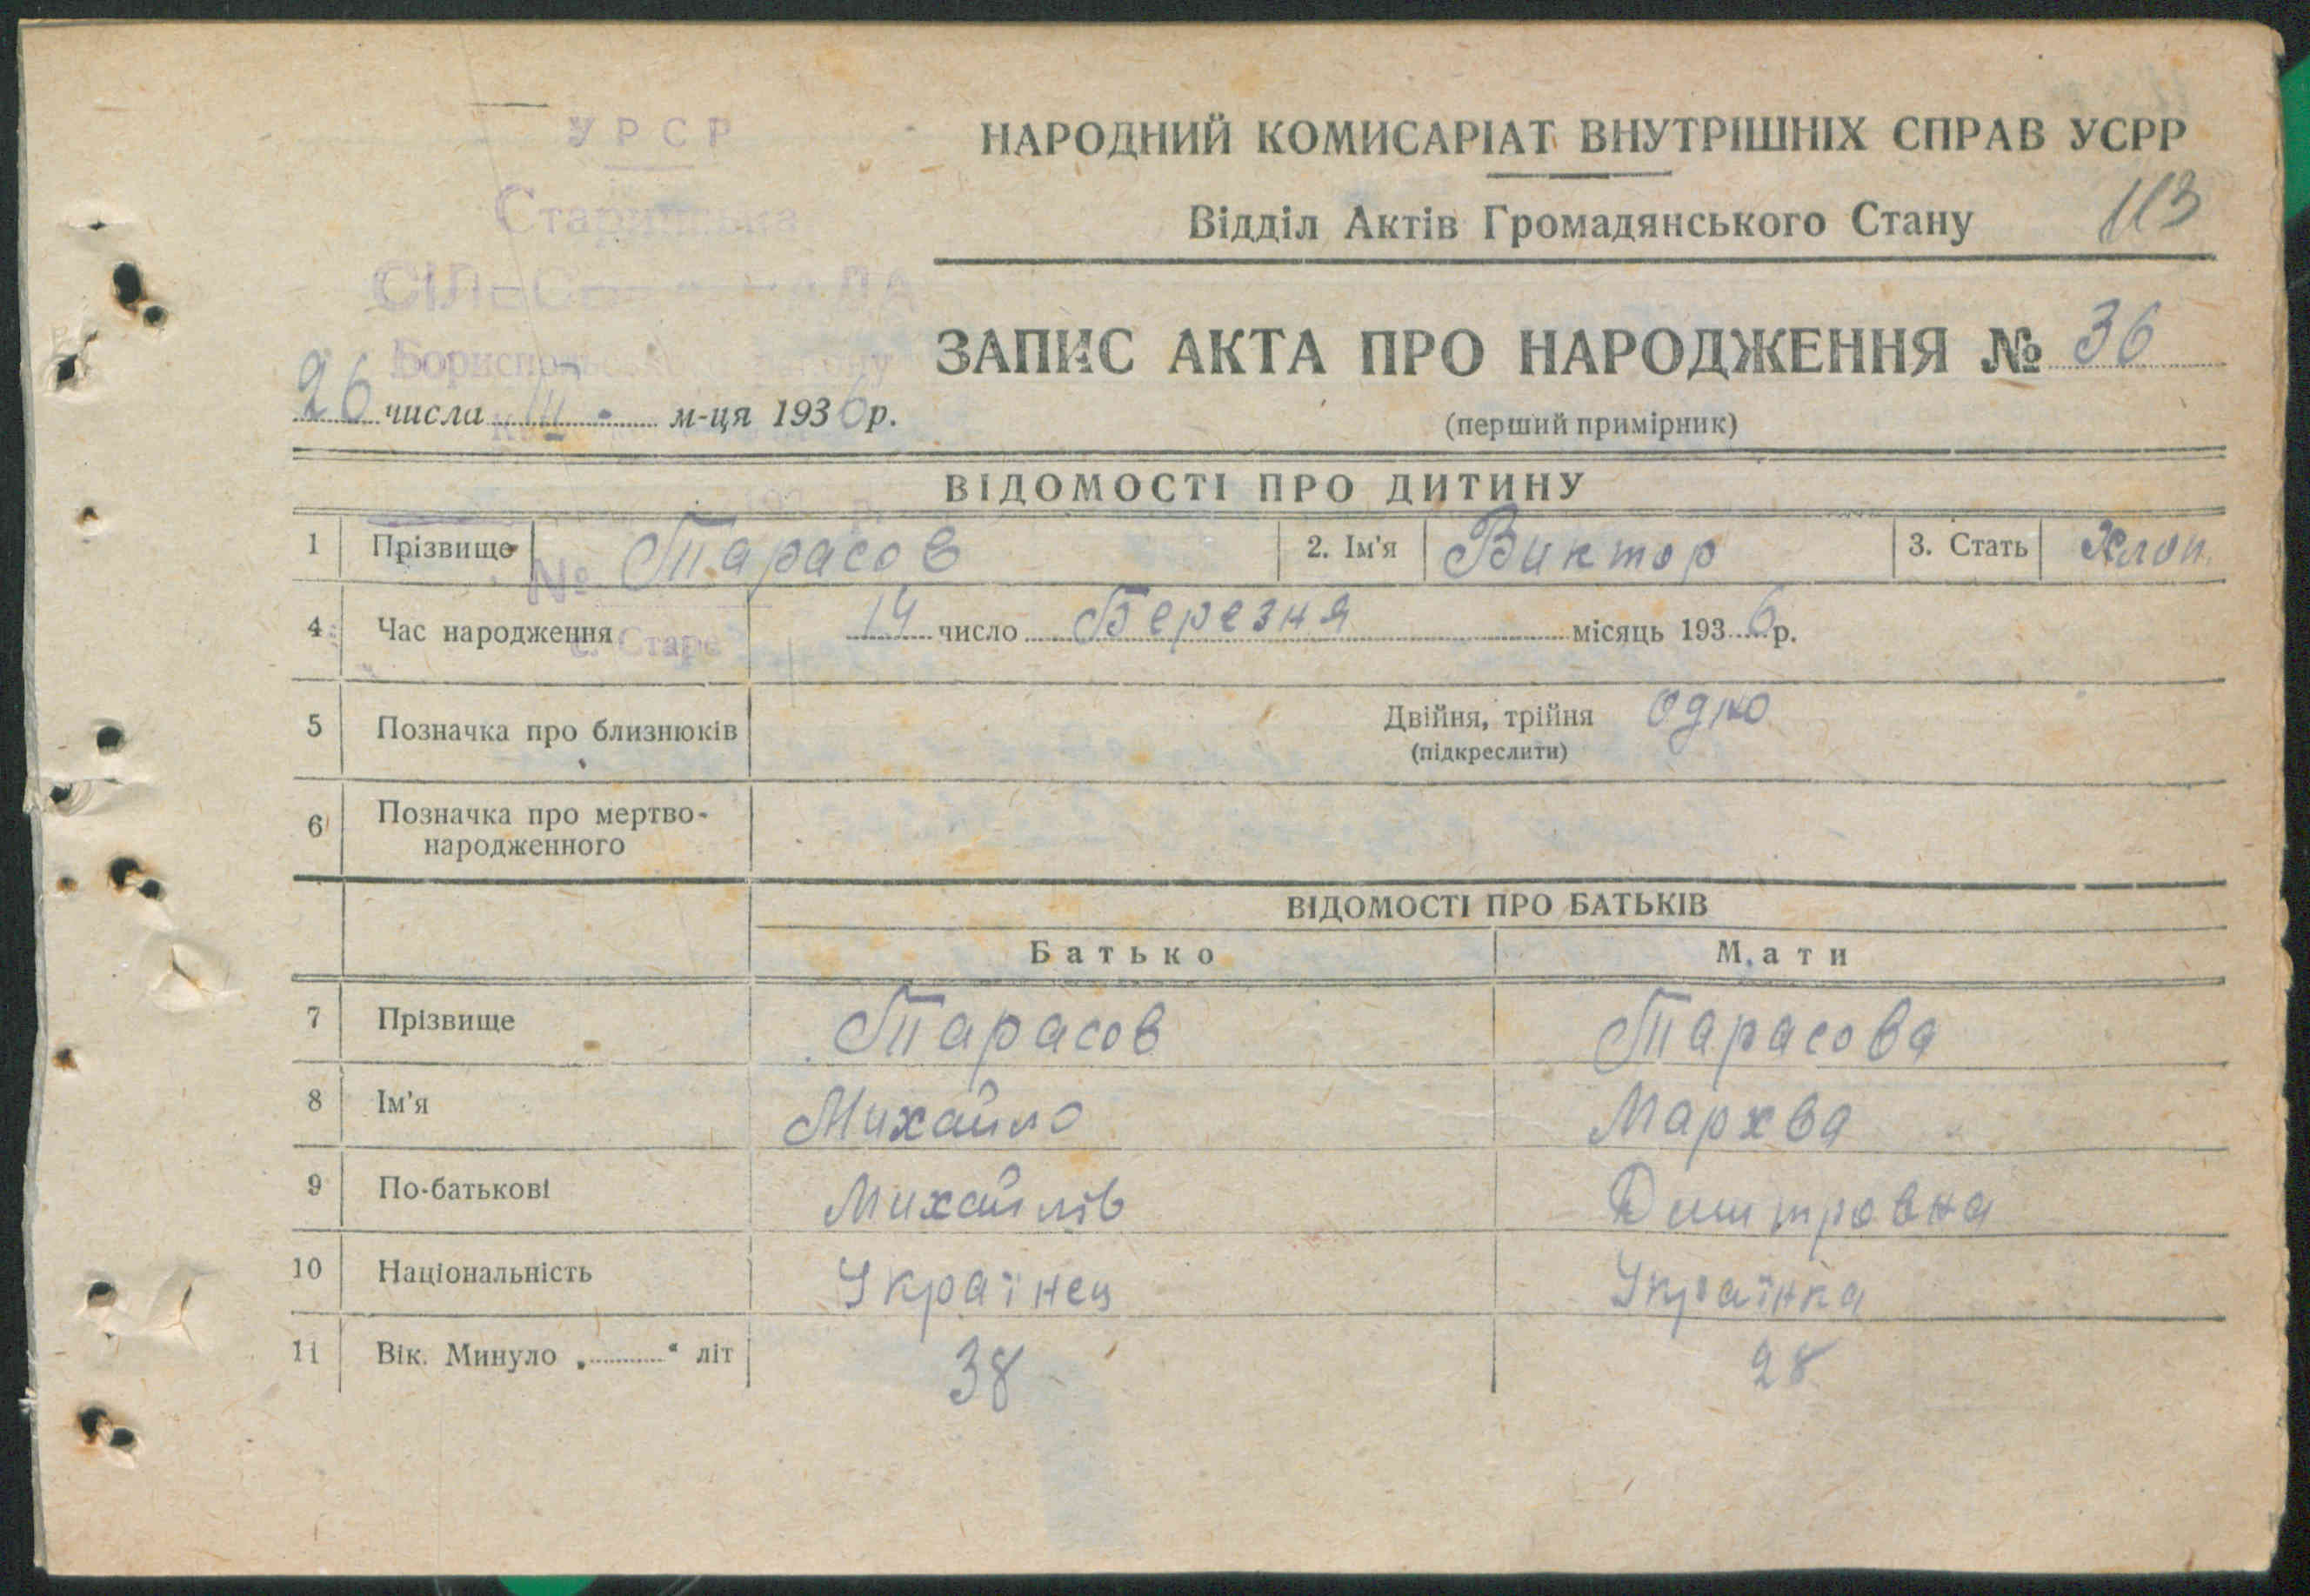 УРСР
НАРОДНИЙ КОМИСАРІАТ ВНУТРІШНІХ СПРАВ УСРР
Відділ Актів Громадянського Стану 113
ЗАПИС АКТА ПРО НАРОДЖЕННЯ № 36
26 числа III м-ця 1936 р.
(перший примірник)
ВІДОМОСТІ ПРО ДИТИНУ
1 Прізвище Тарасов 2. Ім'я Виктор 3. Стать Хлоп.
№
4 Час народження 14 число Березня місяць 1936 р.
с. Старе
5 Позначка про близнюків Двійня, трійня одно
(підкреслити)
6 Позначка про мертво-
народженного
ВІДОМОСТІ ПРО БАТЬКІВ
Батько Мати
7 Прізвище Тарасов Тарасова
8 Ім'я Михайло Мархва
9 По-батькові Михайлів Дмитровна
10 Національність Українец Українка
11 Вік. Минуло „ “ літ 38 28